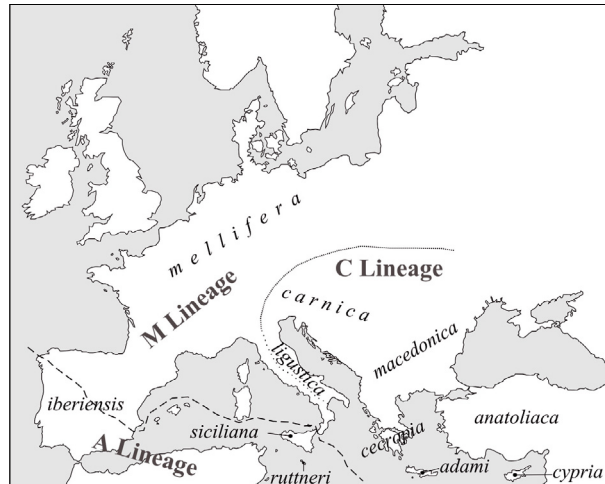 mellifera
C Lineage
carnica
M Lineage
ligustica
macedonica
iberiensis
siciliana
cecropia
anatoliaca
A Lineage
ruttneri
adami
cypria